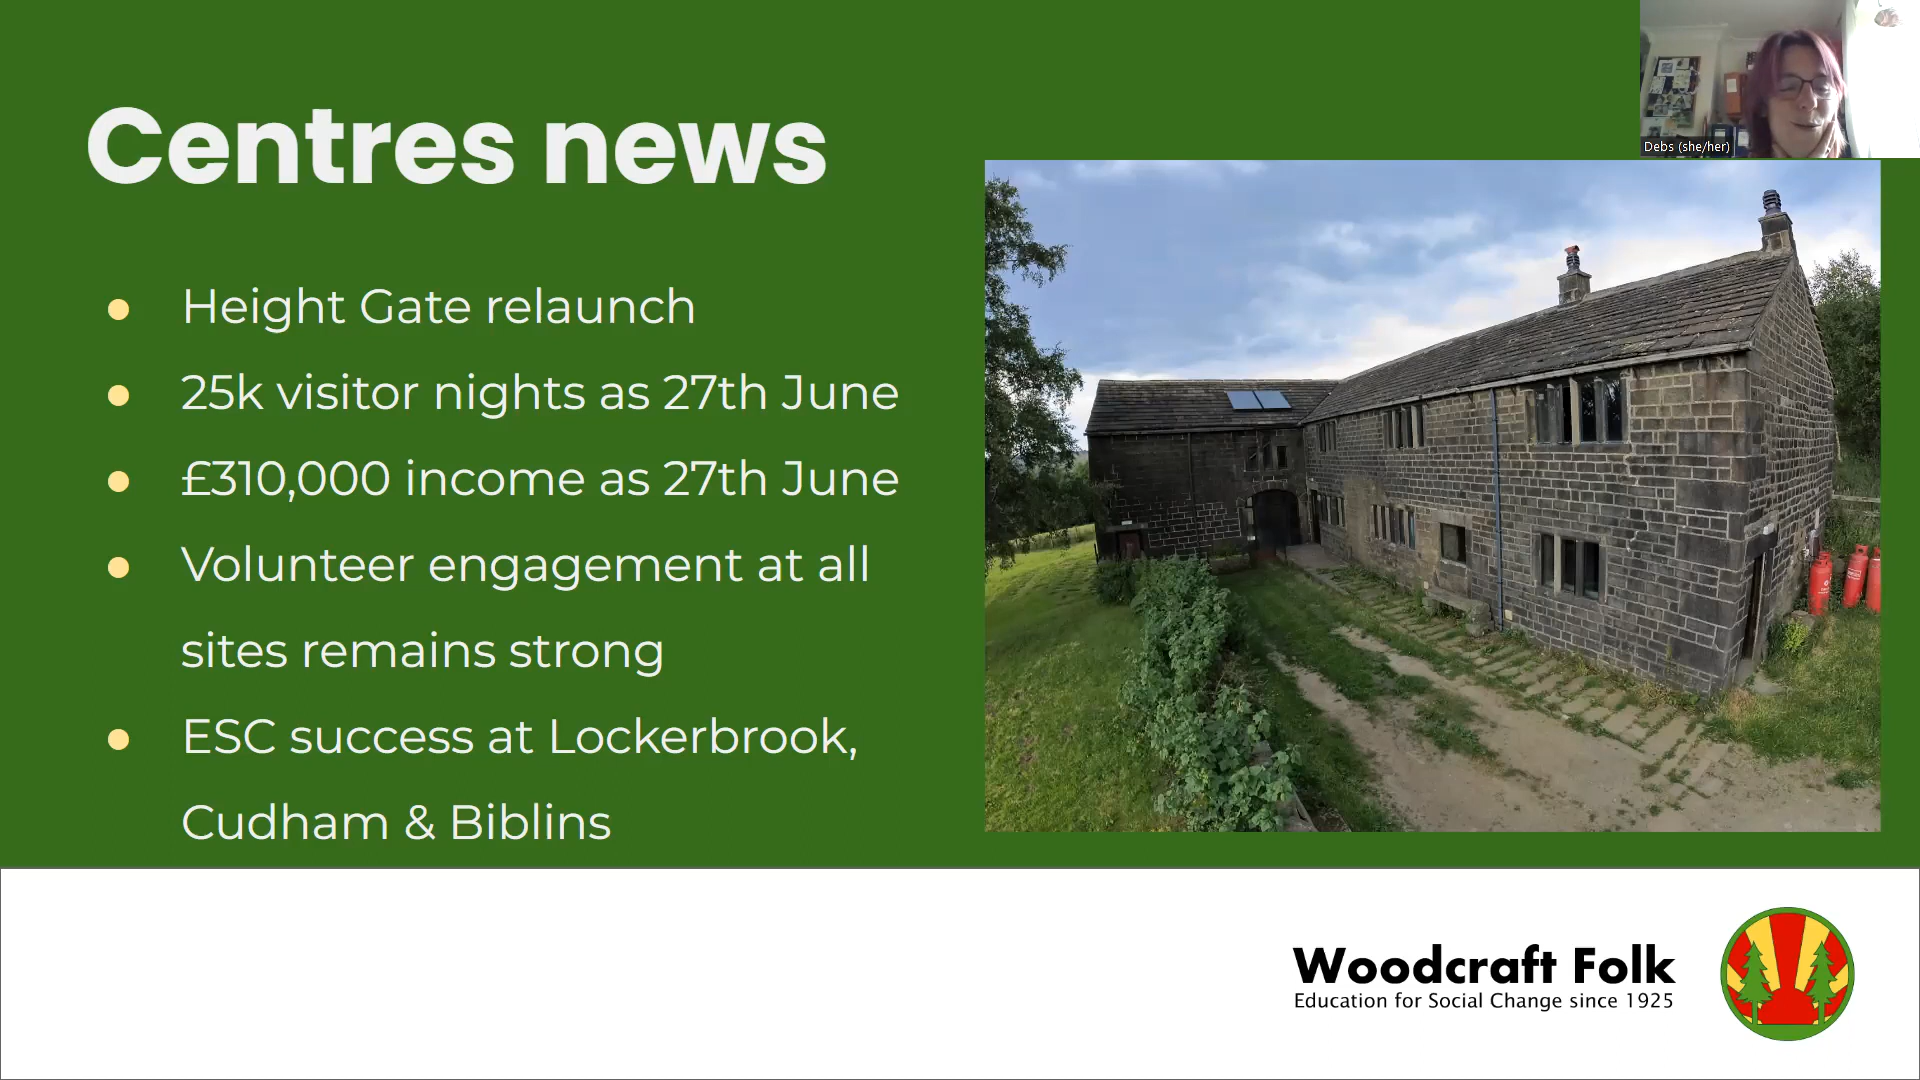 Debs (she/her)
Centres news
Height Gate relaunch
25k visitor nights as 27th June
£310,000 income as 27th June
Volunteer engagement at all
sites remains strong
ESC success at Lockerbrook,
Cudham & Biblins
Woodcraft Folk
Education for Social Change since 1925